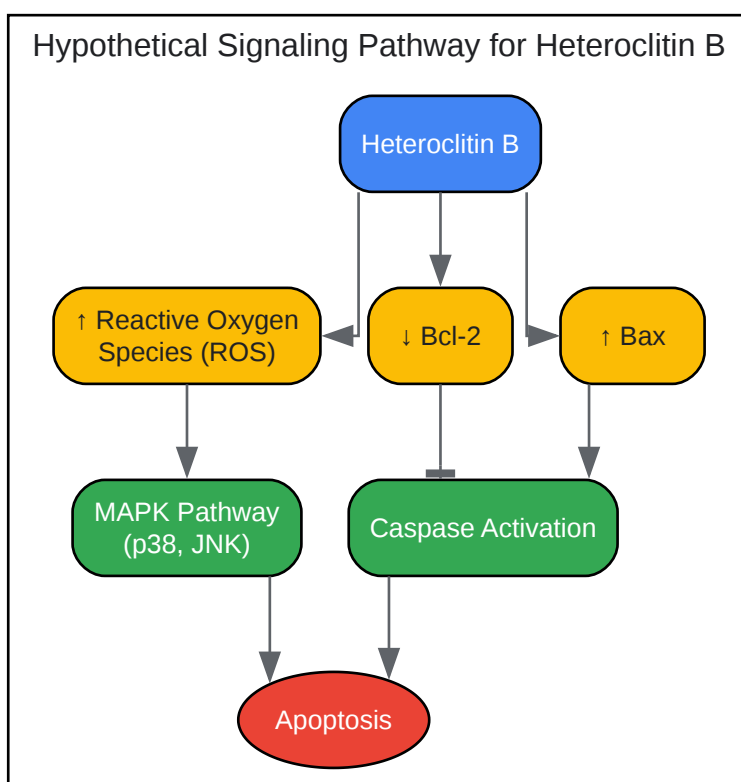 Hypothetical Signaling Pathway for Heteroclitin B
Heteroclitin B
↑ Reactive Oxygen
Species (ROS)
↓ Bcl-2
↑ Bax
MAPK Pathway
(p38, JNK)
Caspase Activation
Apoptosis